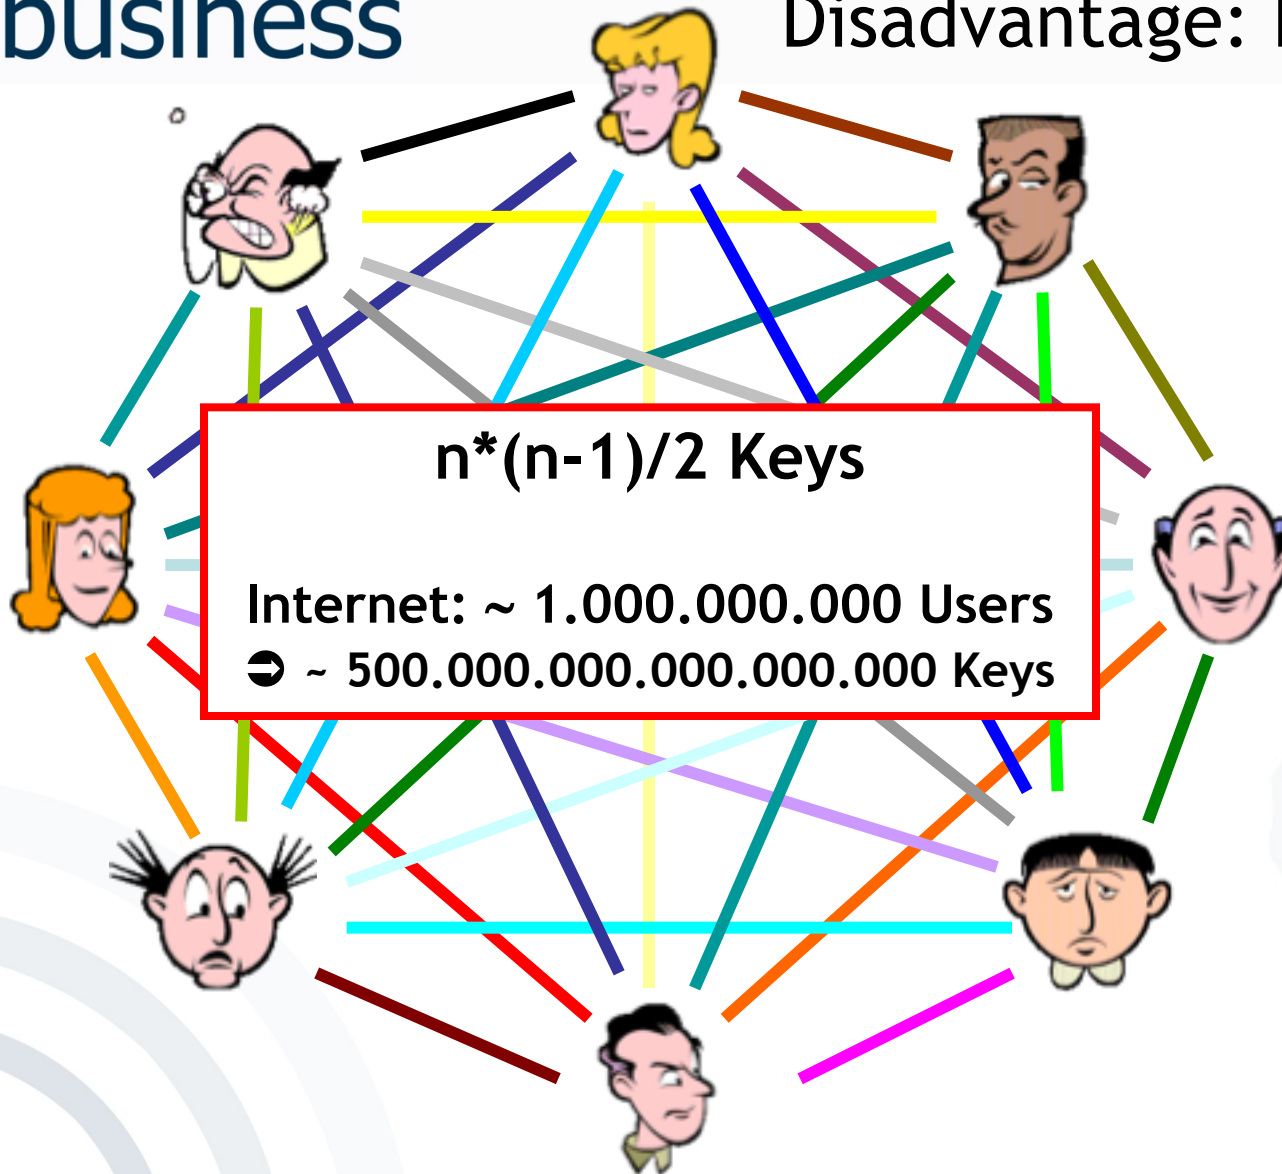 business
Disadvantage:
n*(n-1)/2 Keys
Internet: ~ 1.000.000.000 Users
➲ ~ 500.000.000.000.000.000 Keys